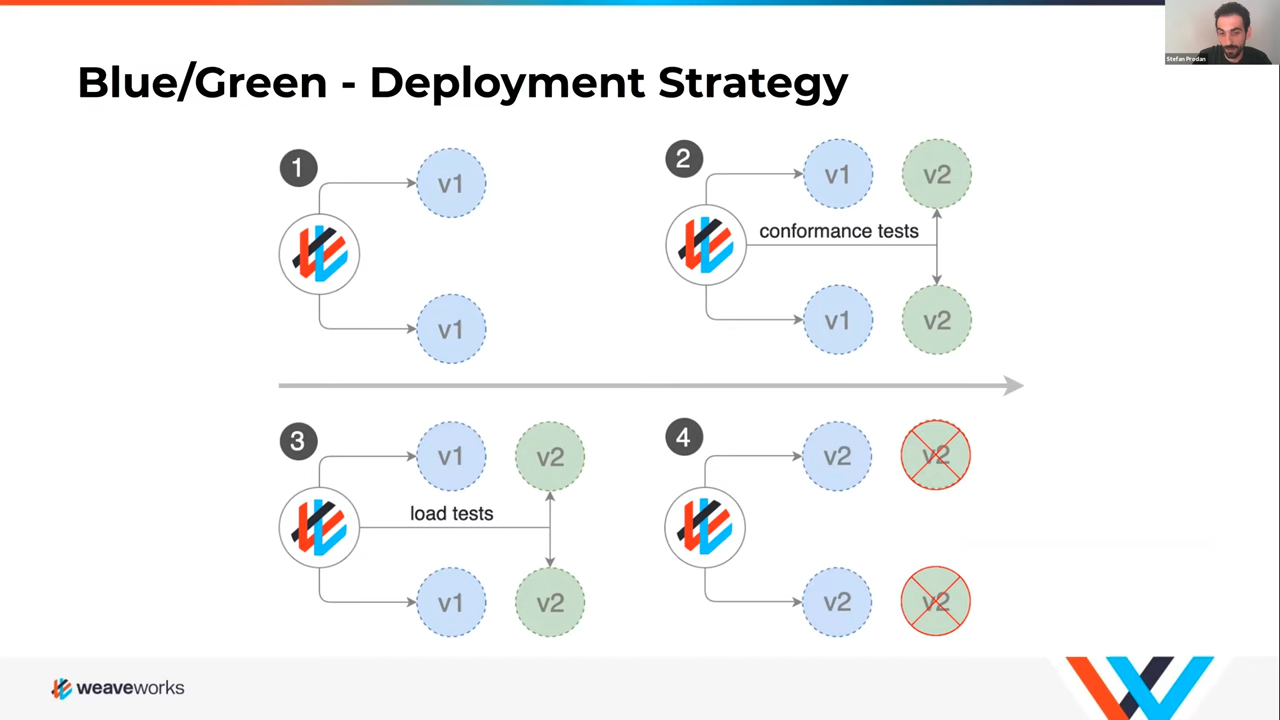 Stefan Prodan
Blue/Green - Deployment Strategy
1
v1
v1
2
v1
v2
conformance tests
v1
v2
3
v1
v2
load tests
v1
v2
4
v2
v2
v2
v2
weaveworks